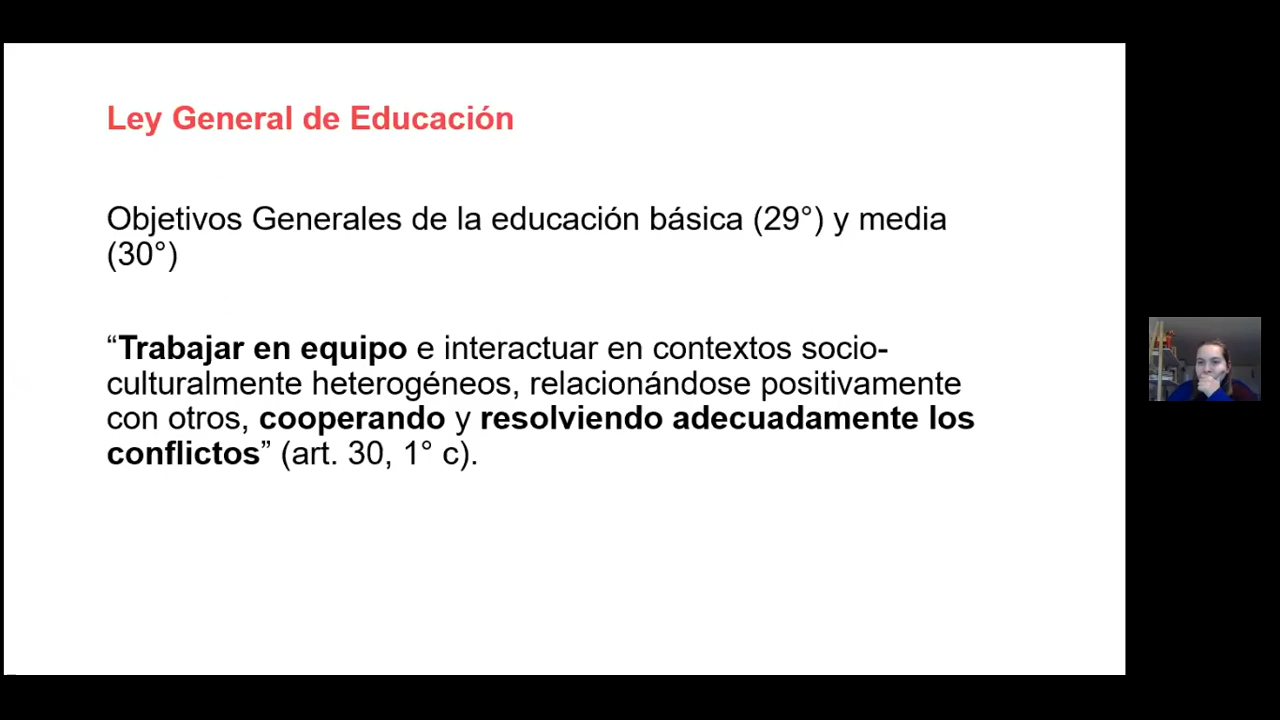 Ley General de Educación
Objetivos Generales de la educación básica (29°) y media
(30°)
“Trabajar en equipo e interactuar en contextos socio-
culturalmente heterogéneos, relacionándose positivamente
con otros, cooperando y resolviendo adecuadamente los
conflictos” (art. 30, 1° c).